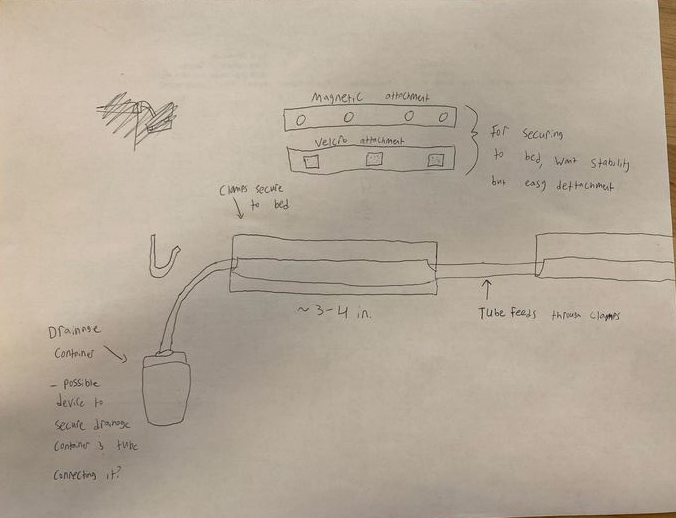 Magnetic attachment
Velcro attachment
For securing
to bed, want stability
but easy dettachment
Clamps secure
to bed
~ 3-4 in.
Tube feeds through clamps
Drainage
Container
- possible
device to
secure drainage
container & tube
connecting it?